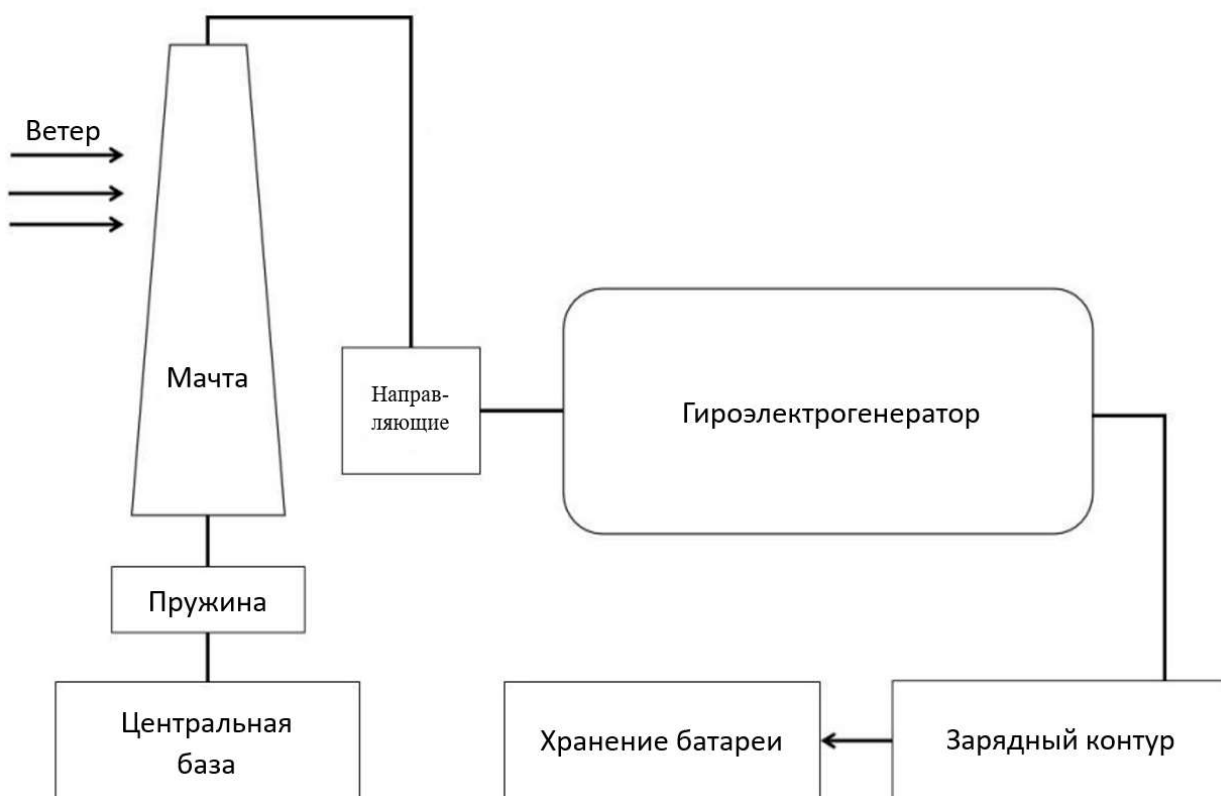 Ветер
Мачта
Направ-
ляющие
Гироэлектрогенератор
Пружина
Центральная
база
Хранение батареи
Зарядный контур